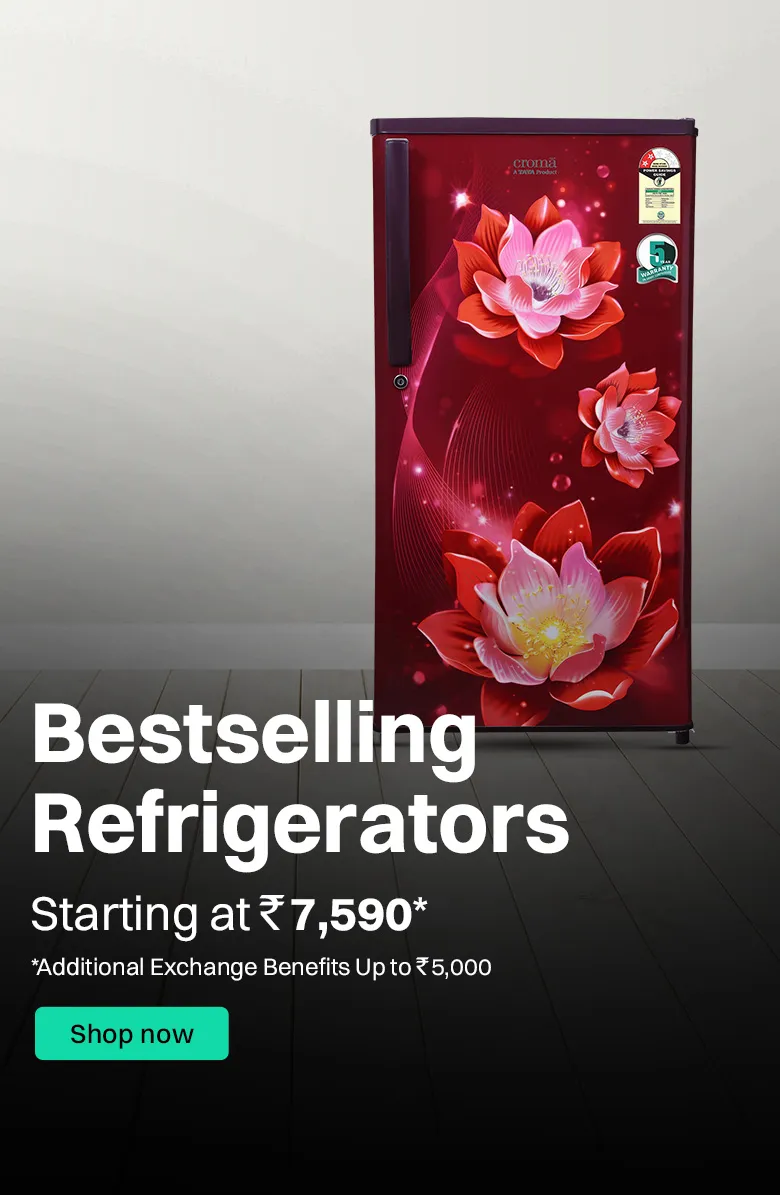 cromā
A TATA Product
POWER SAVINGS
GUIDE
5
YEAR
WARRANTY
Bestselling
Refrigerators
Starting at ₹7,590*
*Additional Exchange Benefits Up to ₹5,000
Shop now